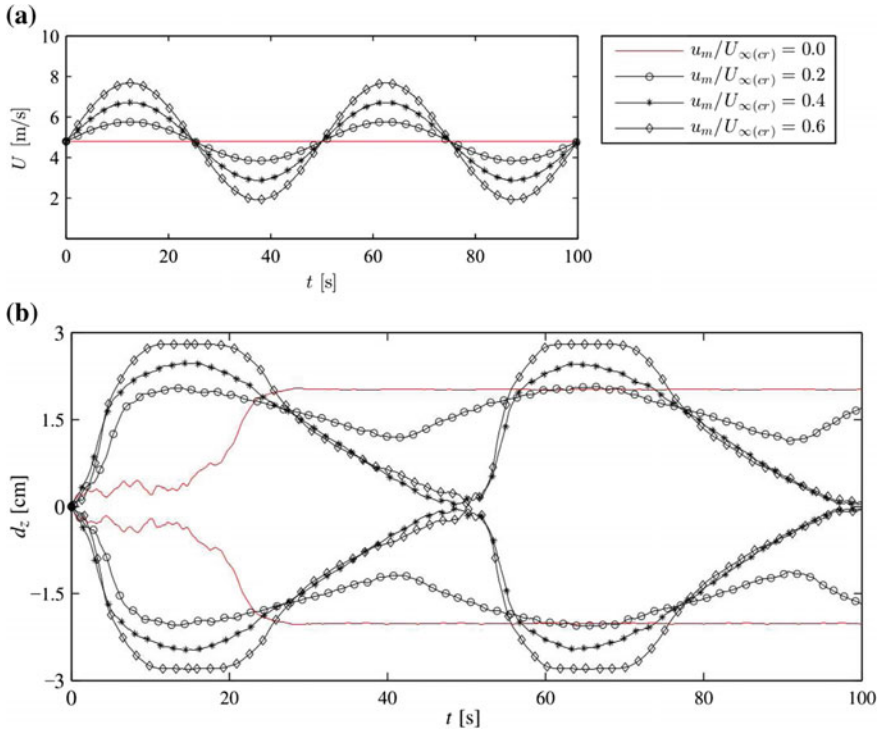 (a)
10
8
6
4
2
U [m/s]
0 20 40 60 80 100
t [s]
u_m/U_∞(cr) = 0.0
u_m/U_∞(cr) = 0.2
u_m/U_∞(cr) = 0.4
u_m/U_∞(cr) = 0.6
(b)
3
1.5
0
−1.5
−3
d_z [cm]
0 20 40 60 80 100
t [s]